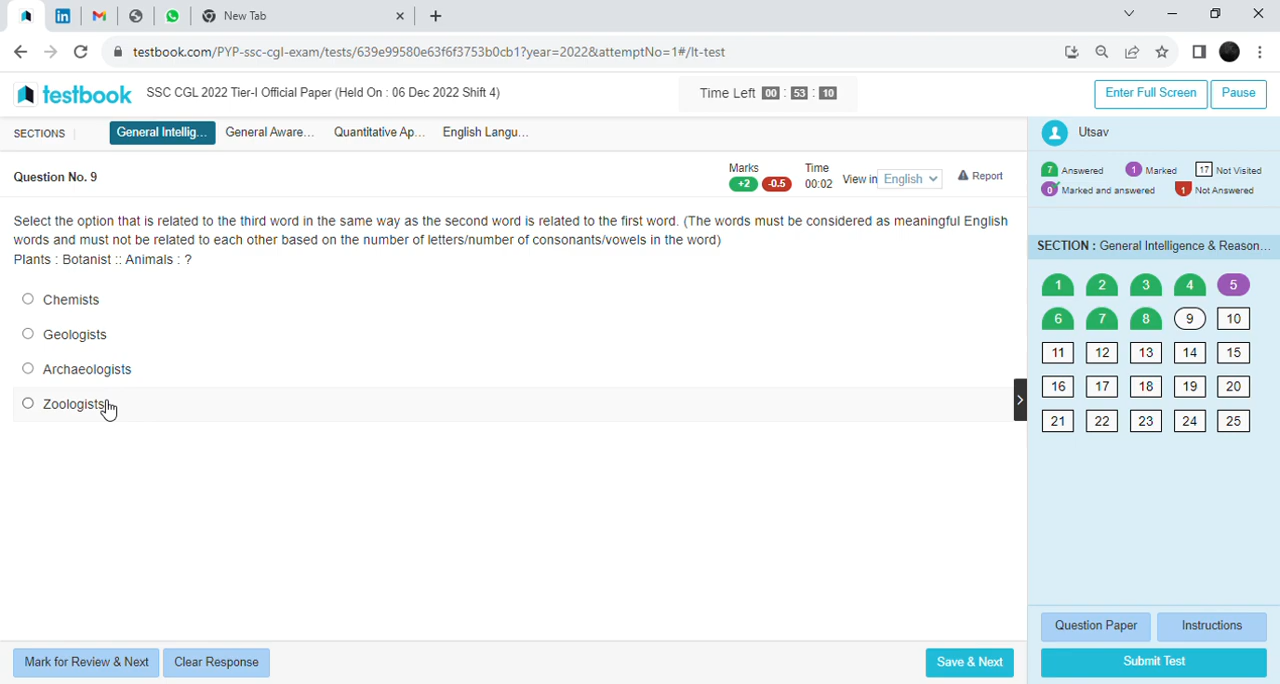 New Tab
testbook.com/PYP-ssc-cgl-exam/tests/639e99580e63f6f3753b0cb1?year=2022&attemptNo=1#/lt-test
testbook SSC CGL 2022 Tier-I Official Paper (Held On : 06 Dec 2022 Shift 4) Time Left 00 : 53 : 10 Enter Full Screen Pause
SECTIONS General Intellig... General Aware... Quantitative Ap... English Langu... Utsav
Question No. 9 Marks +2 -0.5 Time 00:02 View in English Report
7 Answered 1 Marked 17 Not Visited
0 Marked and answered 1 Not Answered
Select the option that is related to the third word in the same way as the second word is related to the first word. (The words must be considered as meaningful English
words and must not be related to each other based on the number of letters/number of consonants/vowels in the word)
Plants : Botanist :: Animals : ?
Chemists
Geologists
Archaeologists
Zoologists
SECTION : General Intelligence & Reason...
1 2 3 4 5
6 7 8 9 10
11 12 13 14 15
16 17 18 19 20
21 22 23 24 25
Question Paper Instructions
Mark for Review & Next Clear Response Save & Next Submit Test